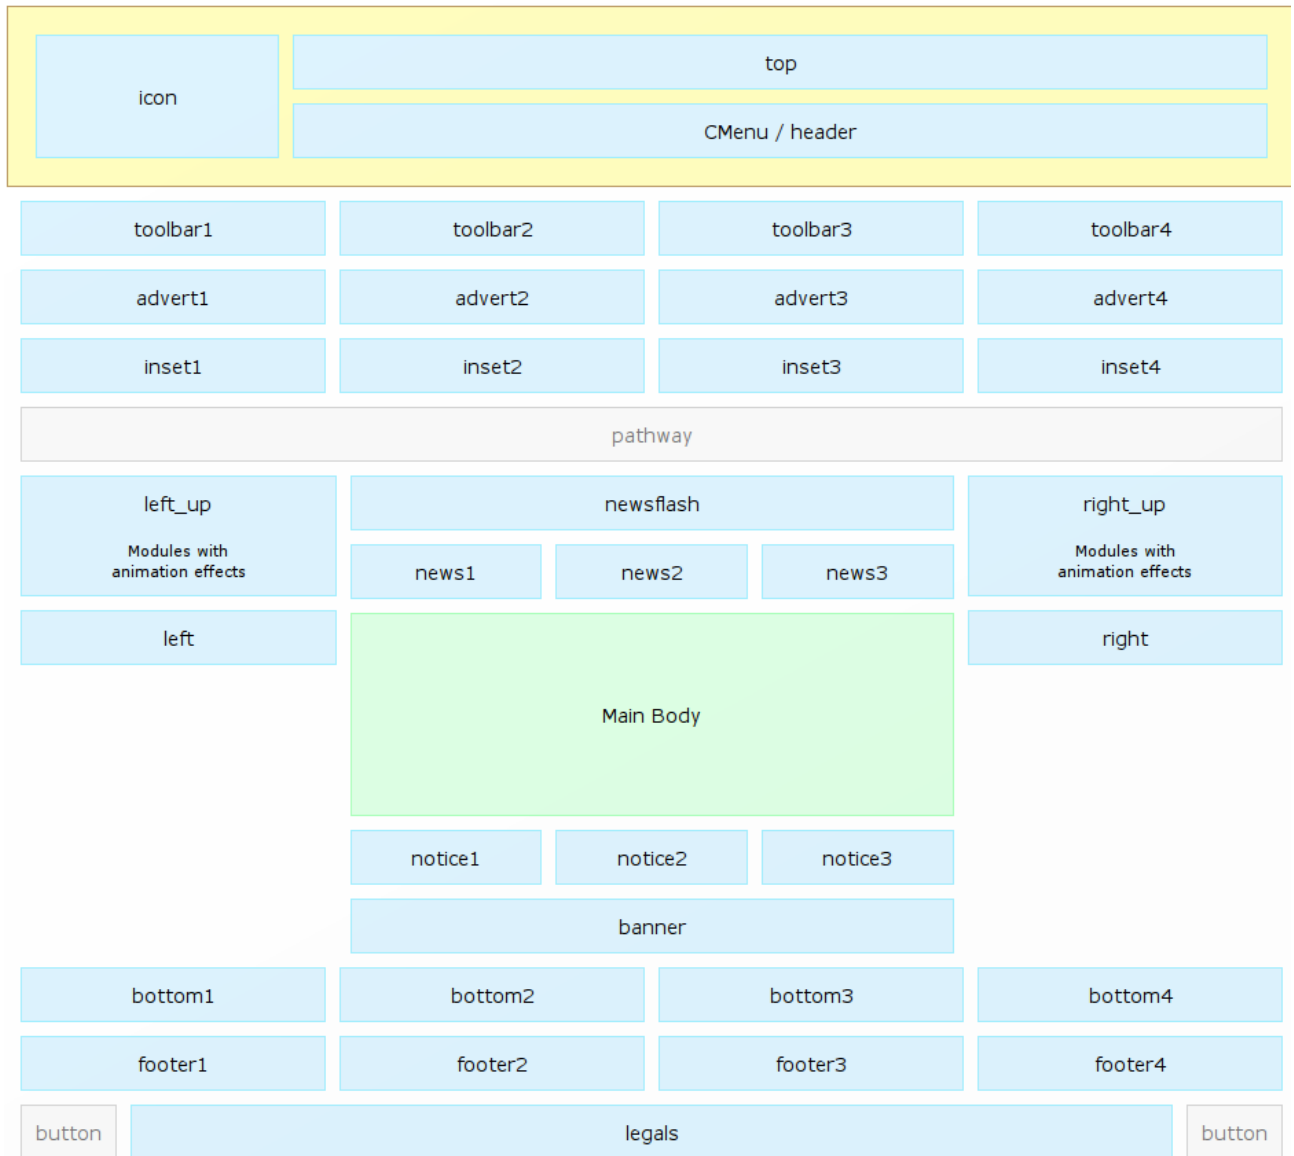 icon
top
CMenu / header
toolbar1 toolbar2 toolbar3 toolbar4
advert1 advert2 advert3 advert4
inset1 inset2 inset3 inset4
pathway
left_up
Modules with
animation effects
newsflash
news1 news2 news3
right_up
Modules with
animation effects
left
Main Body
right
notice1 notice2 notice3
banner
bottom1 bottom2 bottom3 bottom4
footer1 footer2 footer3 footer4
button legals button